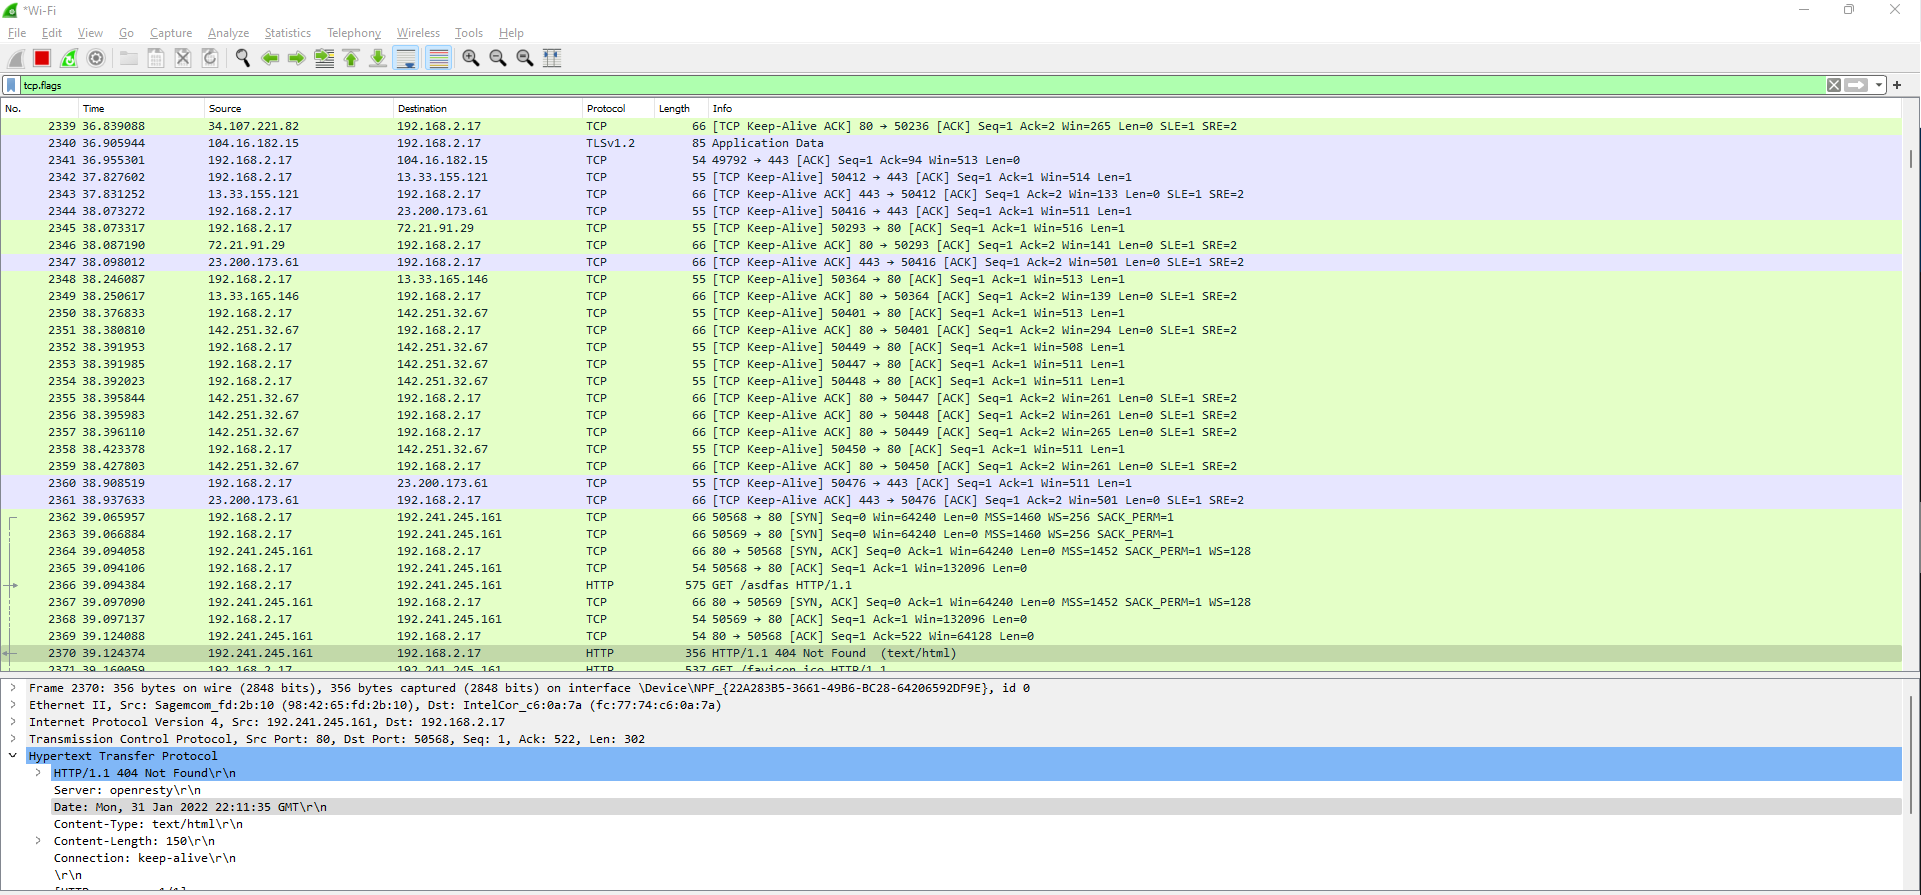 *Wi-Fi
File Edit View Go Capture Analyze Statistics Telephony Wireless Tools Help
tcp.flags
No. Time Source Destination Protocol Length Info
2339 36.839088 34.107.221.82 192.168.2.17 TCP 66 [TCP Keep-Alive ACK] 80 → 50236 [ACK] Seq=1 Ack=2 Win=265 Len=0 SLE=1 SRE=2
2340 36.905944 104.16.182.15 192.168.2.17 TLSv1.2 85 Application Data
2341 36.955301 192.168.2.17 104.16.182.15 TCP 54 49792 → 443 [ACK] Seq=1 Ack=94 Win=513 Len=0
2342 37.827602 192.168.2.17 13.33.155.121 TCP 55 [TCP Keep-Alive] 50412 → 443 [ACK] Seq=1 Ack=1 Win=514 Len=1
2343 37.831252 13.33.155.121 192.168.2.17 TCP 66 [TCP Keep-Alive ACK] 443 → 50412 [ACK] Seq=1 Ack=2 Win=133 Len=0 SLE=1 SRE=2
2344 38.073272 192.168.2.17 23.200.173.61 TCP 55 [TCP Keep-Alive] 50416 → 443 [ACK] Seq=1 Ack=1 Win=511 Len=1
2345 38.073317 192.168.2.17 72.21.91.29 TCP 55 [TCP Keep-Alive] 50293 → 80 [ACK] Seq=1 Ack=1 Win=516 Len=1
2346 38.087190 72.21.91.29 192.168.2.17 TCP 66 [TCP Keep-Alive ACK] 80 → 50293 [ACK] Seq=1 Ack=2 Win=141 Len=0 SLE=1 SRE=2
2347 38.098012 23.200.173.61 192.168.2.17 TCP 66 [TCP Keep-Alive ACK] 443 → 50416 [ACK] Seq=1 Ack=2 Win=501 Len=0 SLE=1 SRE=2
2348 38.246087 192.168.2.17 13.33.165.146 TCP 55 [TCP Keep-Alive] 50364 → 80 [ACK] Seq=1 Ack=1 Win=513 Len=1
2349 38.250617 13.33.165.146 192.168.2.17 TCP 66 [TCP Keep-Alive ACK] 80 → 50364 [ACK] Seq=1 Ack=2 Win=139 Len=0 SLE=1 SRE=2
2350 38.376833 192.168.2.17 142.251.32.67 TCP 55 [TCP Keep-Alive] 50401 → 80 [ACK] Seq=1 Ack=1 Win=513 Len=1
2351 38.380810 142.251.32.67 192.168.2.17 TCP 66 [TCP Keep-Alive ACK] 80 → 50401 [ACK] Seq=1 Ack=2 Win=294 Len=0 SLE=1 SRE=2
2352 38.391953 192.168.2.17 142.251.32.67 TCP 55 [TCP Keep-Alive] 50449 → 80 [ACK] Seq=1 Ack=1 Win=508 Len=1
2353 38.391985 192.168.2.17 142.251.32.67 TCP 55 [TCP Keep-Alive] 50447 → 80 [ACK] Seq=1 Ack=1 Win=511 Len=1
2354 38.392023 192.168.2.17 142.251.32.67 TCP 55 [TCP Keep-Alive] 50448 → 80 [ACK] Seq=1 Ack=1 Win=511 Len=1
2355 38.395844 142.251.32.67 192.168.2.17 TCP 66 [TCP Keep-Alive ACK] 80 → 50447 [ACK] Seq=1 Ack=2 Win=261 Len=0 SLE=1 SRE=2
2356 38.395983 142.251.32.67 192.168.2.17 TCP 66 [TCP Keep-Alive ACK] 80 → 50448 [ACK] Seq=1 Ack=2 Win=261 Len=0 SLE=1 SRE=2
2357 38.396110 142.251.32.67 192.168.2.17 TCP 66 [TCP Keep-Alive ACK] 80 → 50449 [ACK] Seq=1 Ack=2 Win=265 Len=0 SLE=1 SRE=2
2358 38.423378 192.168.2.17 142.251.32.67 TCP 55 [TCP Keep-Alive] 50450 → 80 [ACK] Seq=1 Ack=1 Win=511 Len=1
2359 38.427803 142.251.32.67 192.168.2.17 TCP 66 [TCP Keep-Alive ACK] 80 → 50450 [ACK] Seq=1 Ack=2 Win=261 Len=0 SLE=1 SRE=2
2360 38.908519 192.168.2.17 23.200.173.61 TCP 55 [TCP Keep-Alive] 50476 → 443 [ACK] Seq=1 Ack=1 Win=511 Len=1
2361 38.937633 23.200.173.61 192.168.2.17 TCP 66 [TCP Keep-Alive ACK] 443 → 50476 [ACK] Seq=1 Ack=2 Win=501 Len=0 SLE=1 SRE=2
2362 39.065957 192.168.2.17 192.241.245.161 TCP 66 50568 → 80 [SYN] Seq=0 Win=64240 Len=0 MSS=1460 WS=256 SACK_PERM=1
2363 39.066884 192.168.2.17 192.241.245.161 TCP 66 50569 → 80 [SYN] Seq=0 Win=64240 Len=0 MSS=1460 WS=256 SACK_PERM=1
2364 39.094058 192.241.245.161 192.168.2.17 TCP 66 80 → 50568 [SYN, ACK] Seq=0 Ack=1 Win=64240 Len=0 MSS=1452 SACK_PERM=1 WS=128
2365 39.094106 192.168.2.17 192.241.245.161 TCP 54 50568 → 80 [ACK] Seq=1 Ack=1 Win=132096 Len=0
2366 39.094384 192.168.2.17 192.241.245.161 HTTP 575 GET /asdfas HTTP/1.1
2367 39.097090 192.241.245.161 192.168.2.17 TCP 66 80 → 50569 [SYN, ACK] Seq=0 Ack=1 Win=64240 Len=0 MSS=1452 SACK_PERM=1 WS=128
2368 39.097137 192.168.2.17 192.241.245.161 TCP 54 50569 → 80 [ACK] Seq=1 Ack=1 Win=132096 Len=0
2369 39.124088 192.241.245.161 192.168.2.17 TCP 54 80 → 50568 [ACK] Seq=1 Ack=522 Win=64128 Len=0
2370 39.124374 192.241.245.161 192.168.2.17 HTTP 356 HTTP/1.1 404 Not Found (text/html)
2371 39.160059 192.168.2.17 192.241.245.161 HTTP 537 GET /favicon.ico HTTP/1.1
Frame 2370: 356 bytes on wire (2848 bits), 356 bytes captured (2848 bits) on interface \Device\NPF_{22A283B5-3661-49B6-BC28-64206592DF9E}, id 0
Ethernet II, Src: Sagemcom_fd:2b:10 (98:42:65:fd:2b:10), Dst: IntelCor_c6:0a:7a (fc:77:74:c6:0a:7a)
Internet Protocol Version 4, Src: 192.241.245.161, Dst: 192.168.2.17
Transmission Control Protocol, Src Port: 80, Dst Port: 50568, Seq: 1, Ack: 522, Len: 302
Hypertext Transfer Protocol
HTTP/1.1 404 Not Found\r\n
Server: openresty\r\n
Date: Mon, 31 Jan 2022 22:11:35 GMT\r\n
Content-Type: text/html\r\n
Content-Length: 150\r\n
Connection: keep-alive\r\n
\r\n